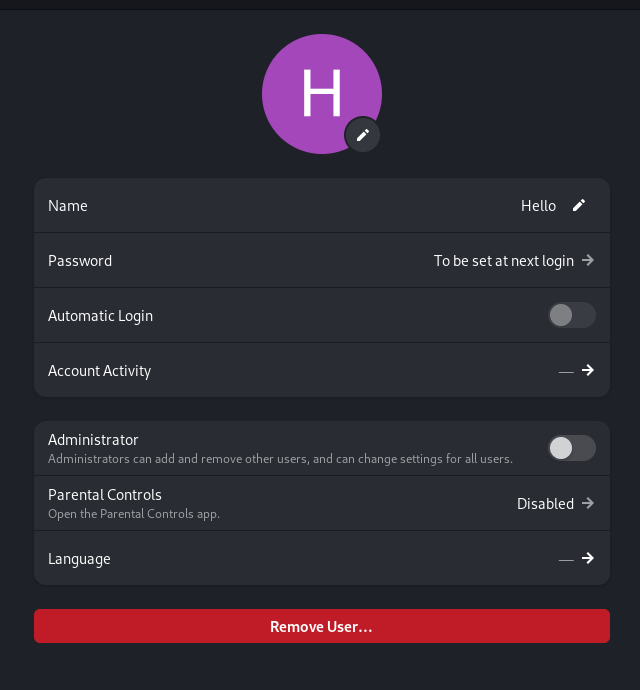 H
Name
Hello
Password
To be set at next login
Automatic Login
Account Activity
—
Administrator
Administrators can add and remove other users, and can change settings for all users.
Parental Controls
Open the Parental Controls app.
Disabled
Language
—
Remove User…